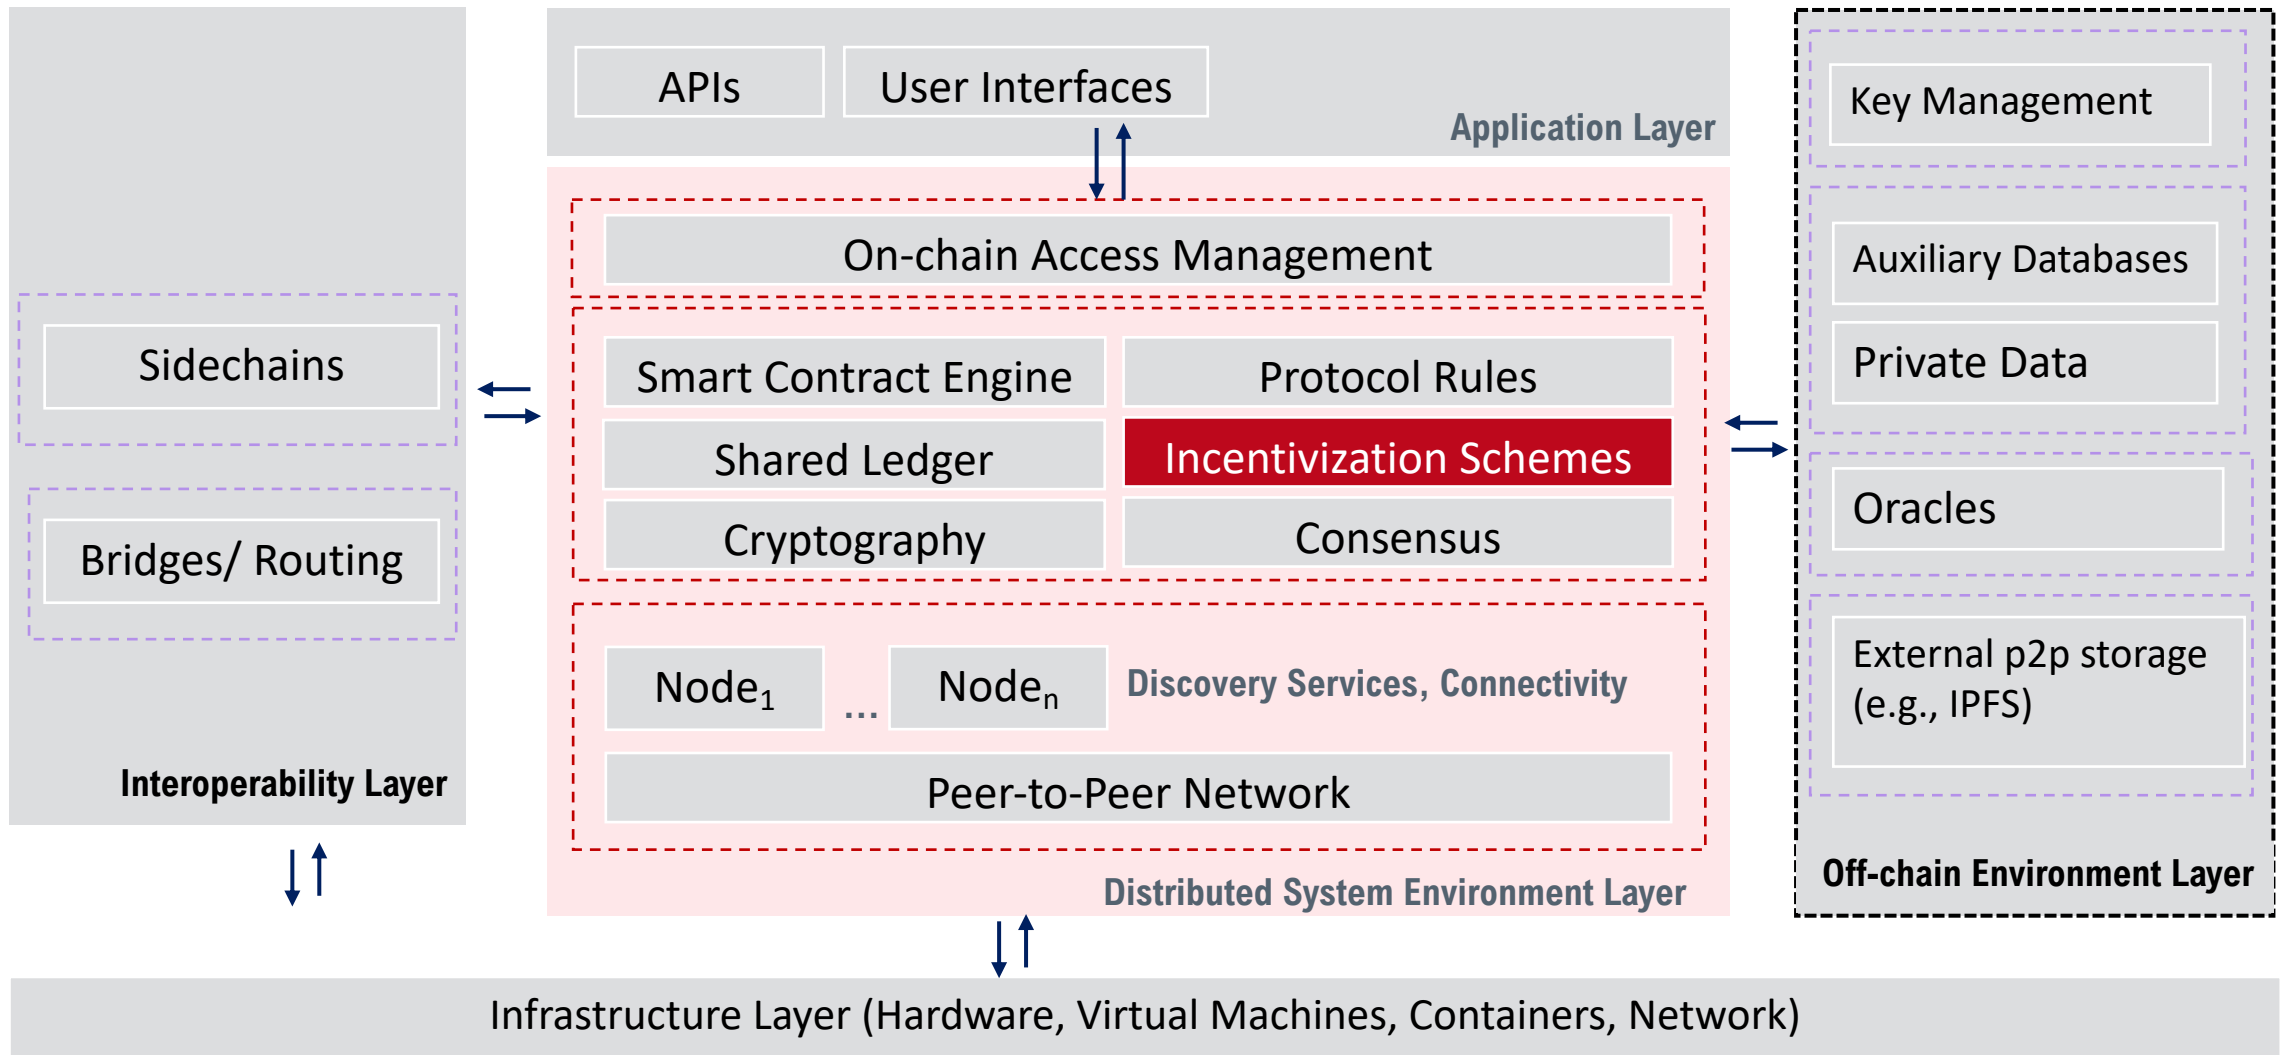 APIs
User Interfaces
Application Layer
On-chain Access Management
Smart Contract Engine
Protocol Rules
Shared Ledger
Incentivization Schemes
Cryptography
Consensus
Node1
...
Noden
Discovery Services, Connectivity
Peer-to-Peer Network
Distributed System Environment Layer
Sidechains
Bridges/ Routing
Interoperability Layer
Key Management
Auxiliary Databases
Private Data
Oracles
External p2p storage
(e.g., IPFS)
Off-chain Environment Layer
Infrastructure Layer (Hardware, Virtual Machines, Containers, Network)